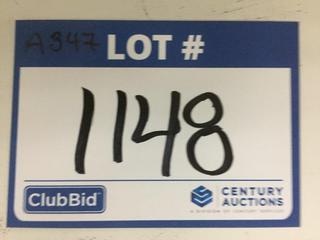 A347 LOT #
1148
ClubBid
CENTURY
AUCTIONS
A DIVISION OF CENTURY SERVICES